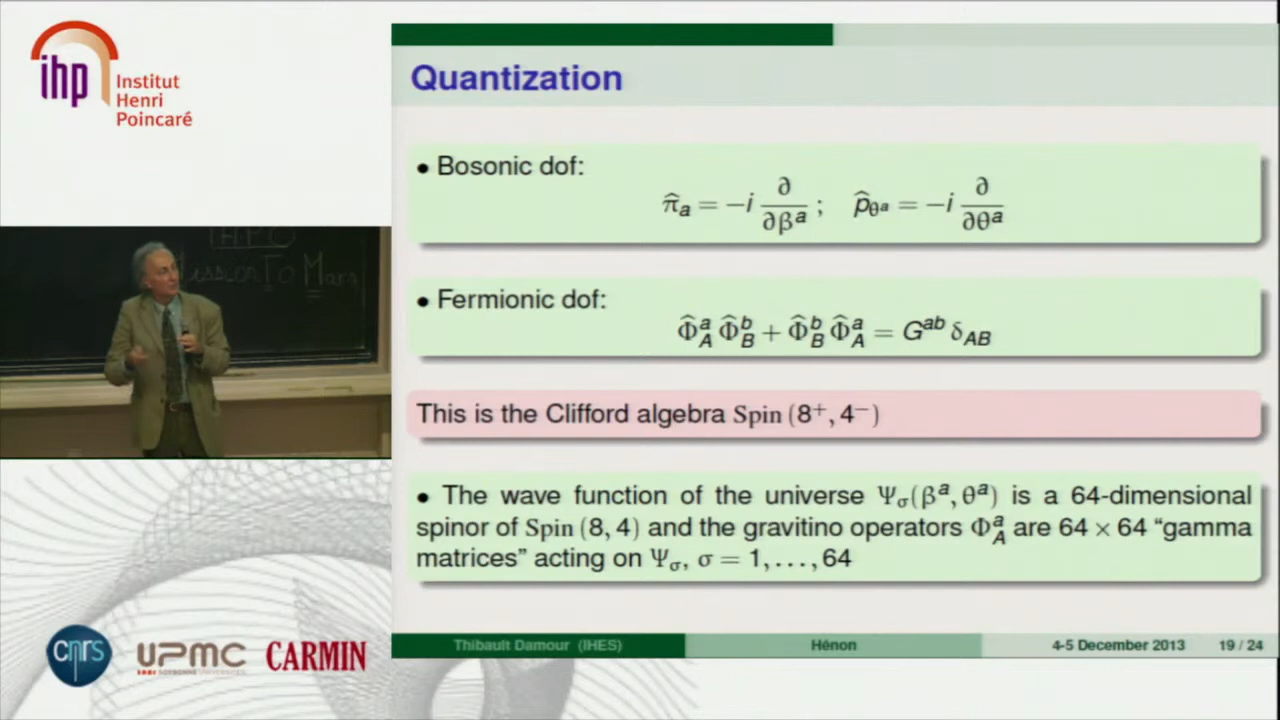 ihp Institut
Henri
Poincaré
Quantization
• Bosonic dof:
π̂ₐ = −i ∂/∂βᵃ ; p̂_θᵃ = −i ∂/∂θᵃ
• Fermionic dof:
Φ̂ᵃ_A Φ̂ᵇ_B + Φ̂ᵇ_B Φ̂ᵃ_A = Gᵃᵇ δ_AB
This is the Clifford algebra Spin (8⁺, 4⁻)
• The wave function of the universe Ψ_σ(βᵃ, θᵃ) is a 64-dimensional
spinor of Spin (8, 4) and the gravitino operators Φᵃ_A are 64 × 64 “gamma
matrices” acting on Ψ_σ, σ = 1, . . . , 64
Thibault Damour (IHES) Hénon 4-5 December 2013 19 / 24
To Mars
cnrs UPMC CARMIN